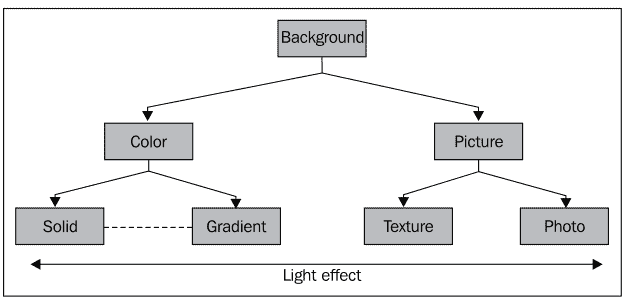 Background
Color
Picture
Solid
Gradient
Texture
Photo
Light effect